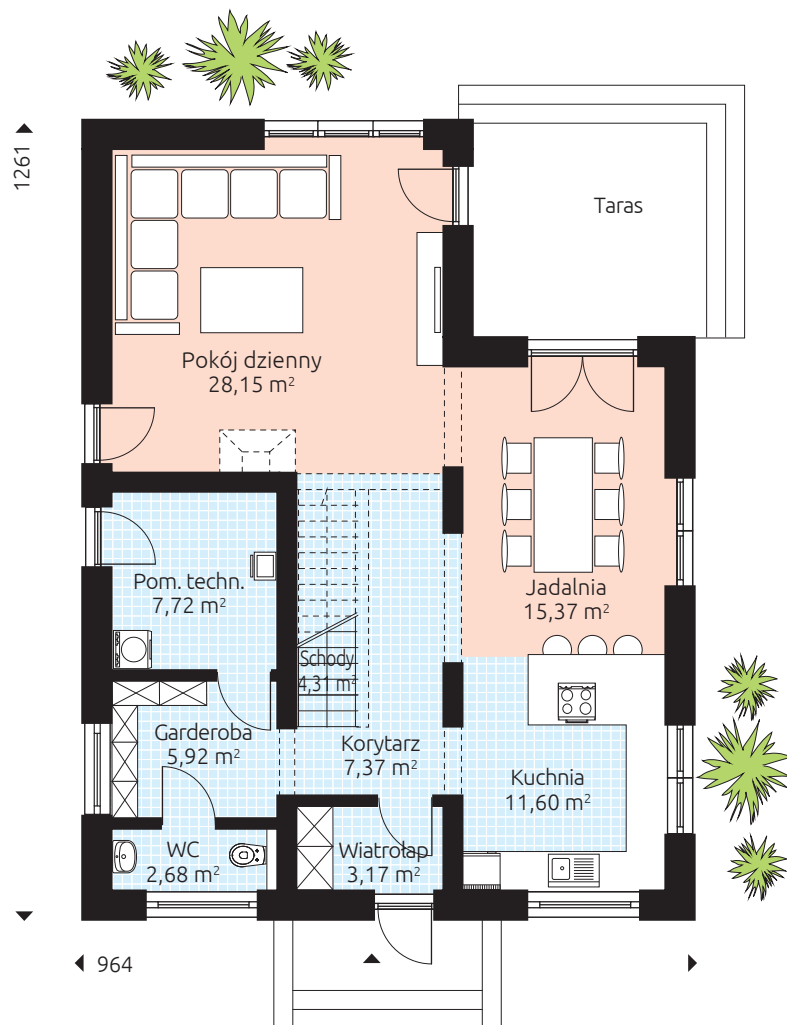 1261
Taras
Pokój dzienny
28,15 m²
Pom. techn.
7,72 m²
Jadalnia
15,37 m²
Schody
4,31 m²
Garderoba
5,92 m²
Korytarz
7,37 m²
Kuchnia
11,60 m²
WC
2,68 m²
Wiatrołap
3,17 m²
964